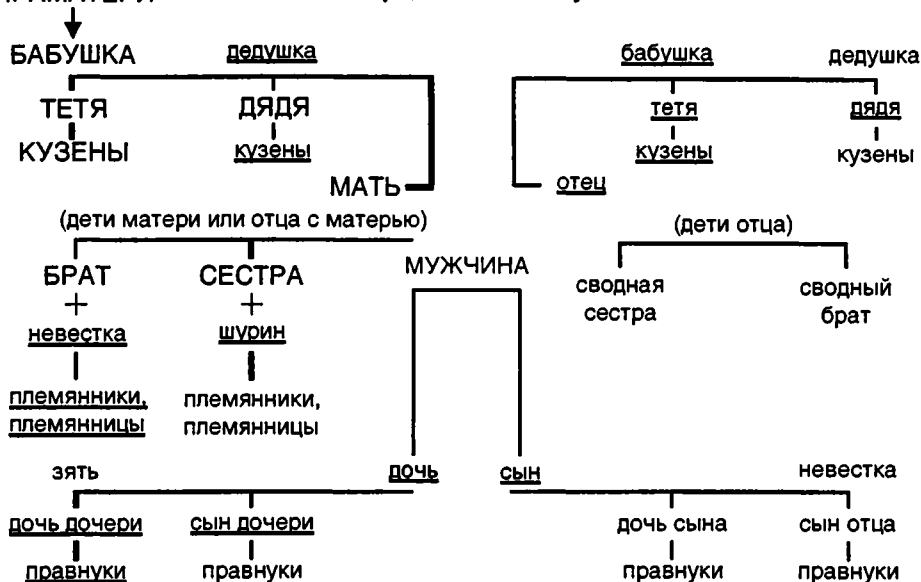 БАБУШКА дедушка бабушка дедушка
ТЕТЯ ДЯДЯ тетя дядя
КУЗЕНЫ кузены кузены кузены
МАТЬ отец
(дети матери или отца с матерью) (дети отца)
БРАТ СЕСТРА МУЖЧИНА сводная сводный
+ + сестра брат
невестка шурин
племянники, племянники,
племянницы племянницы
зять дочь сын невестка
дочь дочери сын дочери дочь сына сын отца
правнуки правнуки правнуки правнуки